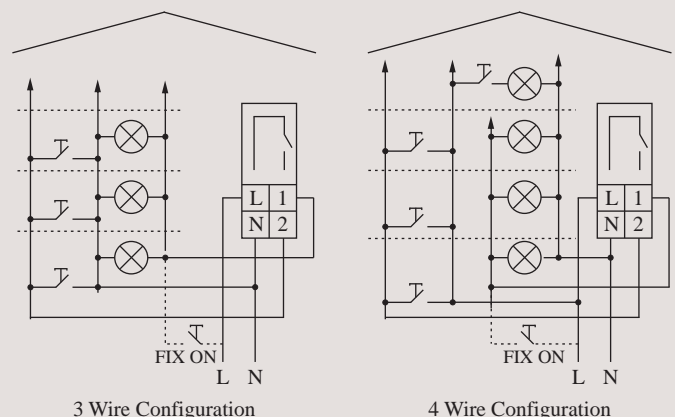 L 1
N 2
FIX ON
L N
3 Wire Configuration
L 1
N 2
FIX ON
L N
4 Wire Configuration